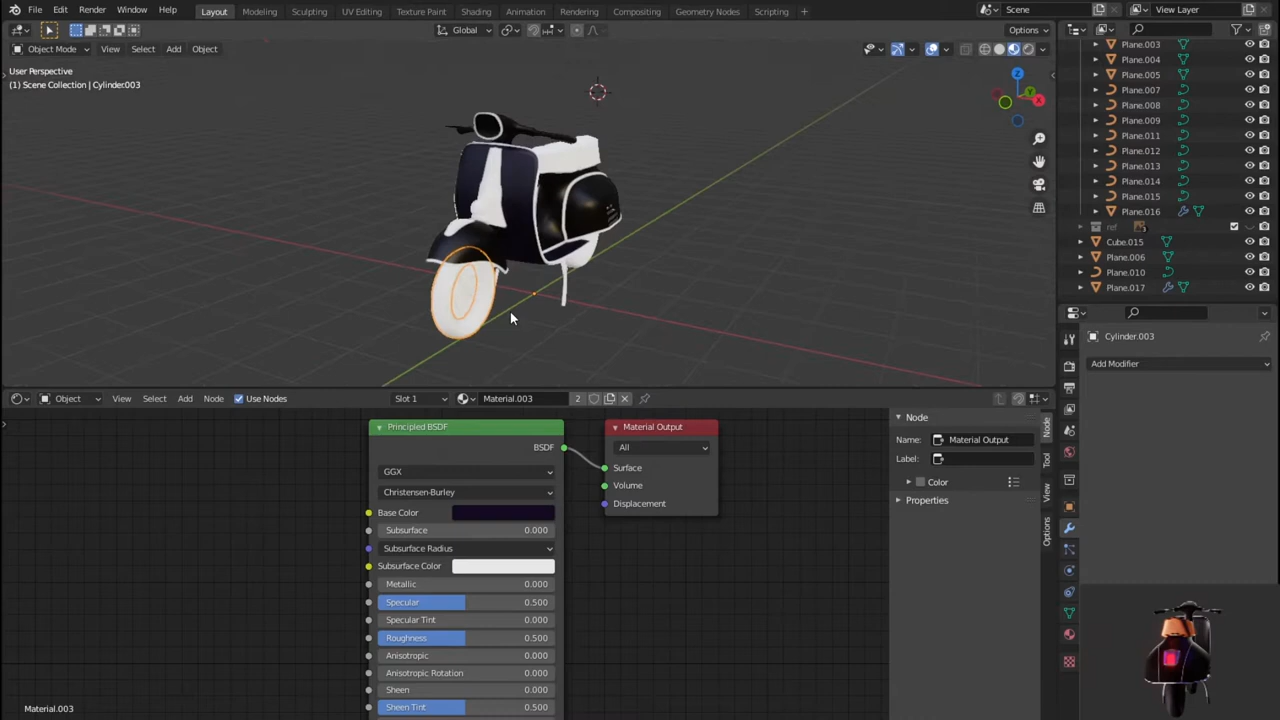 File Edit Render Window Help Layout Modeling Sculpting UV Editing Texture Paint Shading Animation Rendering Compositing Geometry Nodes Scripting + Scene View Layer
Global Options
Object Mode View Select Add Object
User Perspective
(1) Scene Collection | Cylinder.003
Z
Y
X
Plane.003
Plane.004
Plane.005
Plane.007
Plane.008
Plane.009
Plane.011
Plane.012
Plane.013
Plane.014
Plane.015
Plane.016
ref
Cube.015
Plane.006
Plane.010
Plane.017
Cylinder.003
Add Modifier
Object View Select Add Node Use Nodes Slot 1 Material.003 2
Principled BSDF
BSDF
GGX
Christensen-Burley
Base Color
Subsurface 0.000
Subsurface Radius
Subsurface Color
Metallic 0.000
Specular 0.500
Specular Tint 0.000
Roughness 0.500
Anisotropic 0.000
Anisotropic Rotation 0.000
Sheen 0.000
Sheen Tint 0.500
Material Output
All
Surface
Volume
Displacement
Node
Name: Material Output
Label:
Color
Properties
Node
Tool
View
Options
Material.003